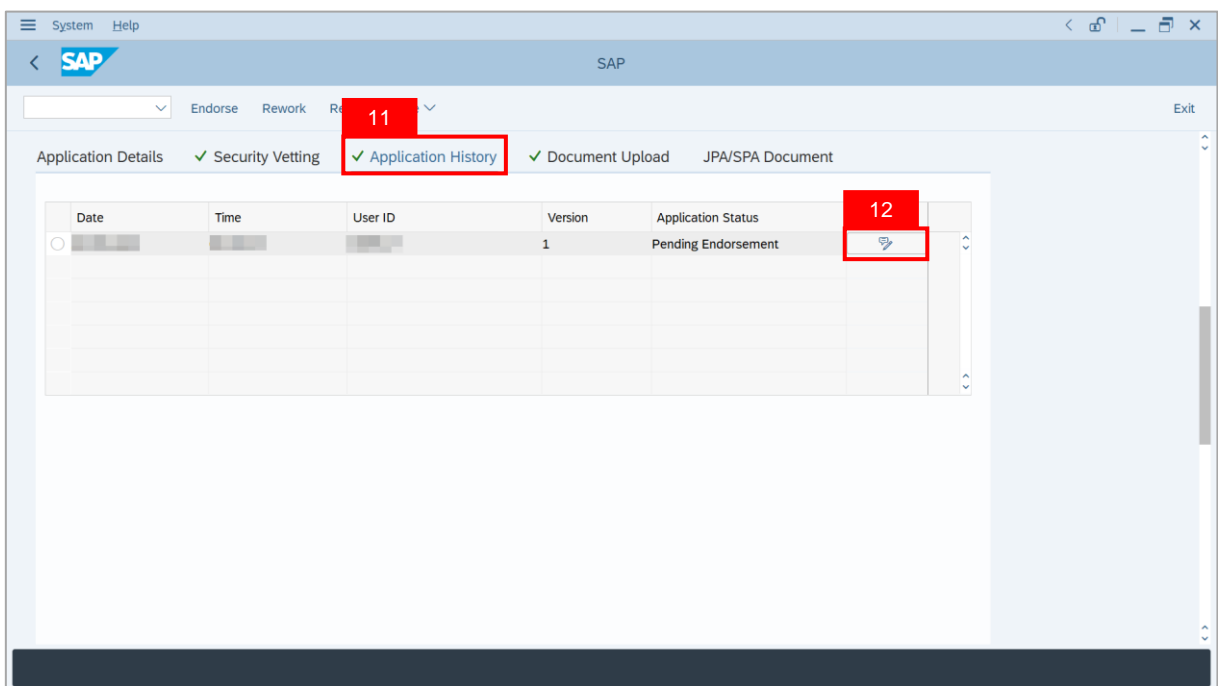 System Help
SAP SAP
Endorse Rework Exit
11
Application Details Security Vetting Application History Document Upload JPA/SPA Document
12
Date Time User ID Version Application Status
1 Pending Endorsement